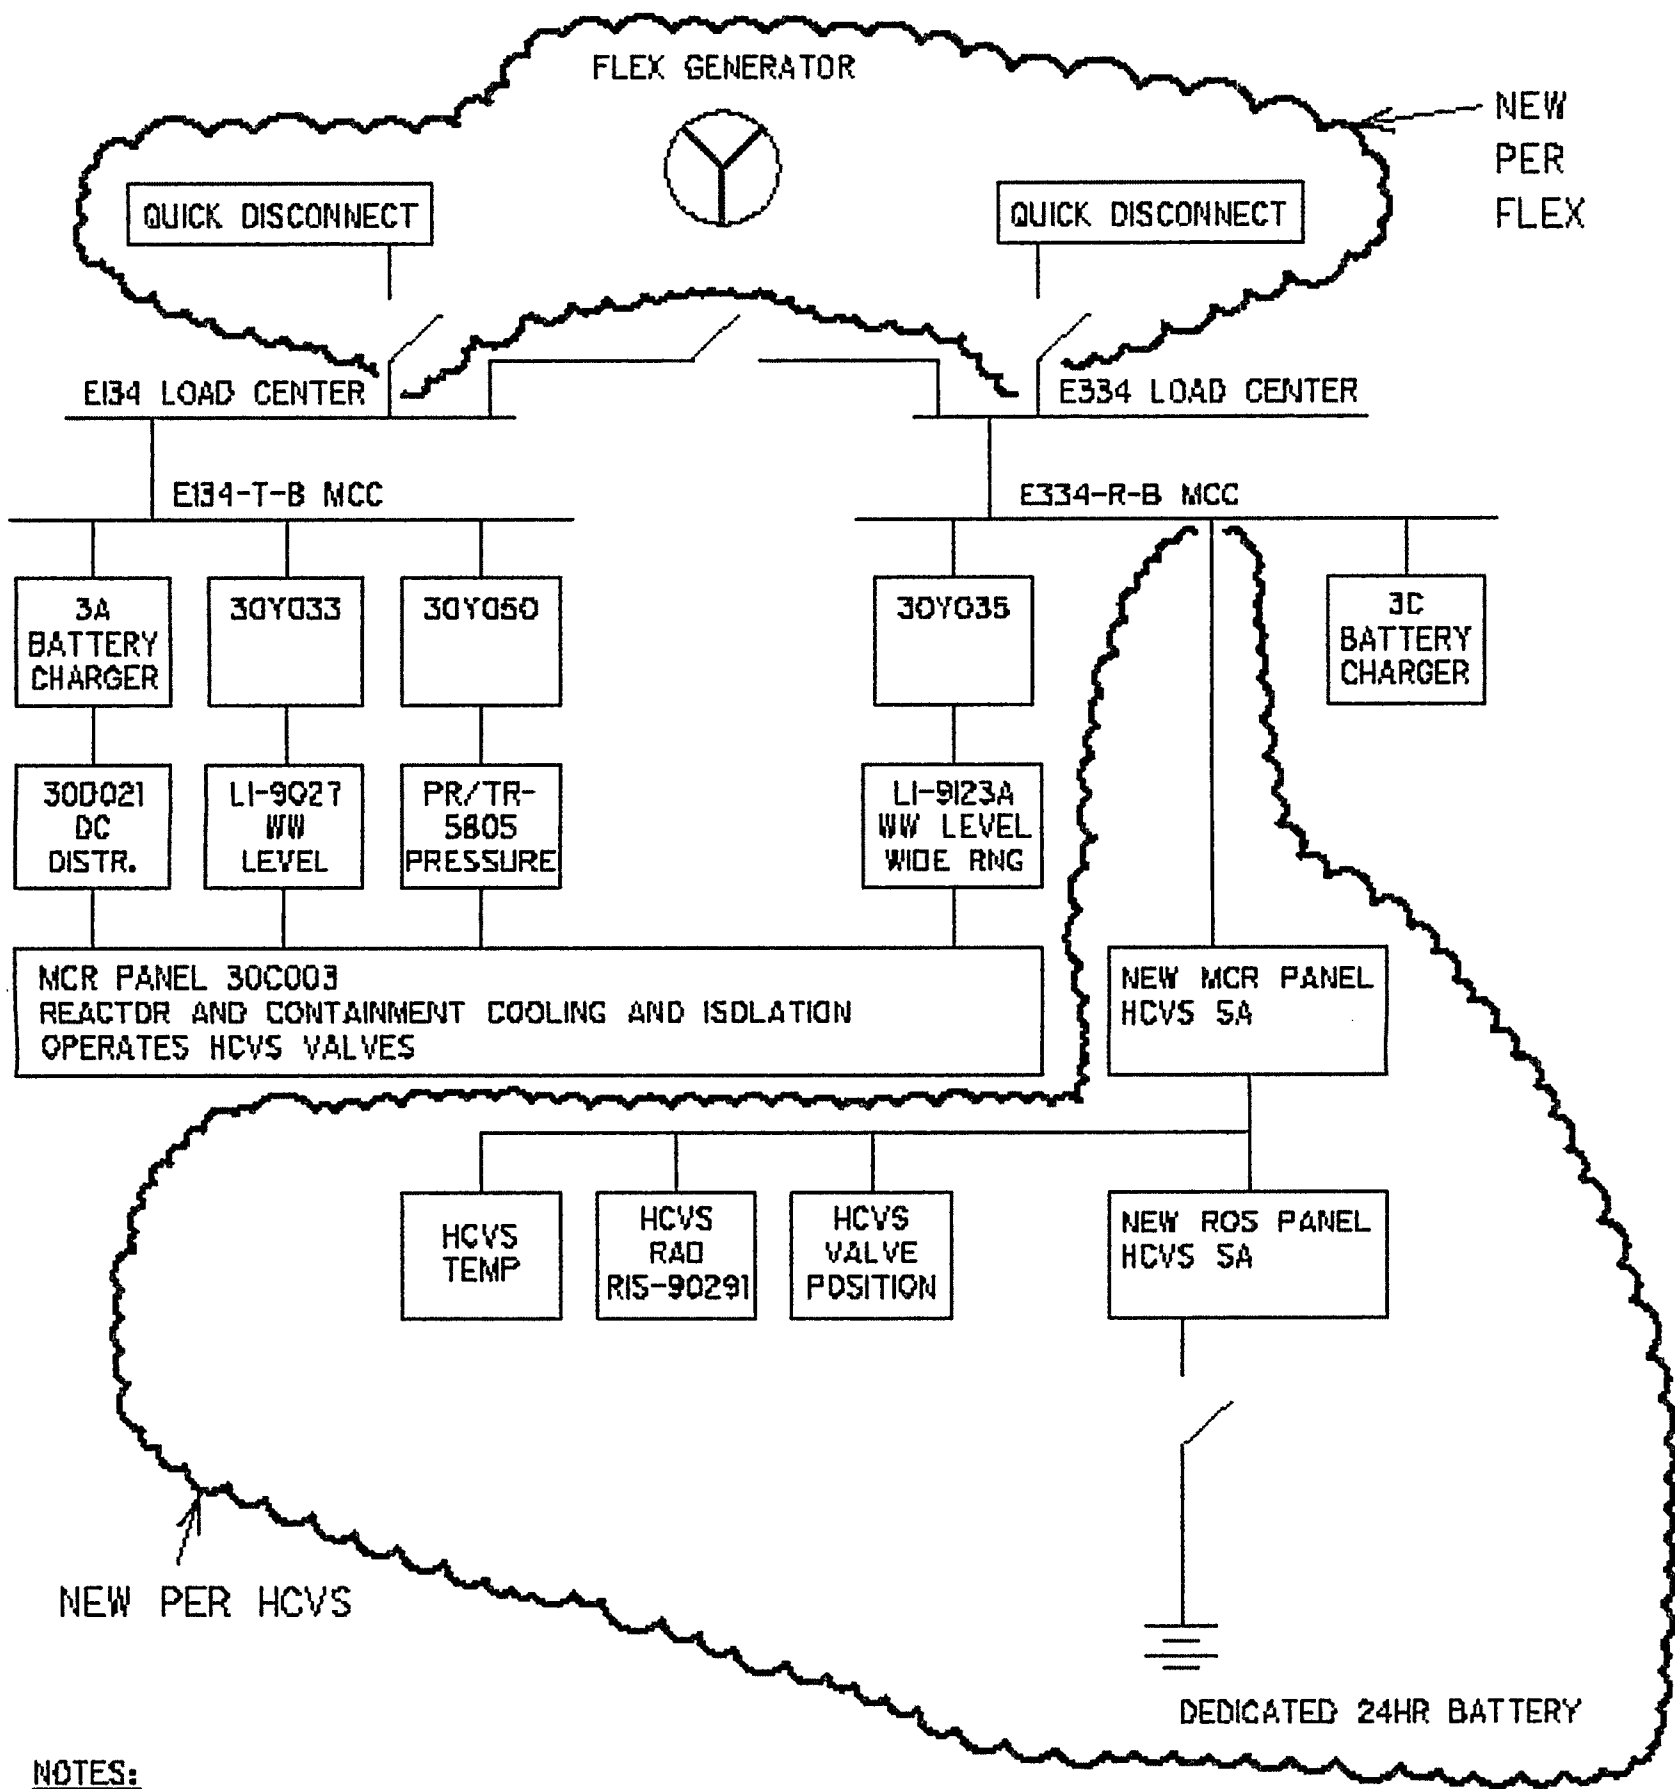 FLEX GENERATOR
NEW
PER
FLEX
QUICK DISCONNECT
QUICK DISCONNECT
E134 LOAD CENTER
E334 LOAD CENTER
E134-T-B MCC
E334-R-B MCC
3A
BATTERY
CHARGER
30Y033
30Y050
30Y035
3C
BATTERY
CHARGER
30D021
DC
DISTR.
LI-9027
WW
LEVEL
PR/TR-
5805
PRESSURE
LI-9123A
WW LEVEL
WIDE RNG
MCR PANEL 30C003
REACTOR AND CONTAINMENT COOLING AND ISOLATION
OPERATES HCVS VALVES
NEW MCR PANEL
HCVS SA
HCVS
TEMP
HCVS
RAD
RIS-90291
HCVS
VALVE
POSITION
NEW ROS PANEL
HCVS SA
NEW PER HCVS
DEDICATED 24HR BATTERY
NOTES: